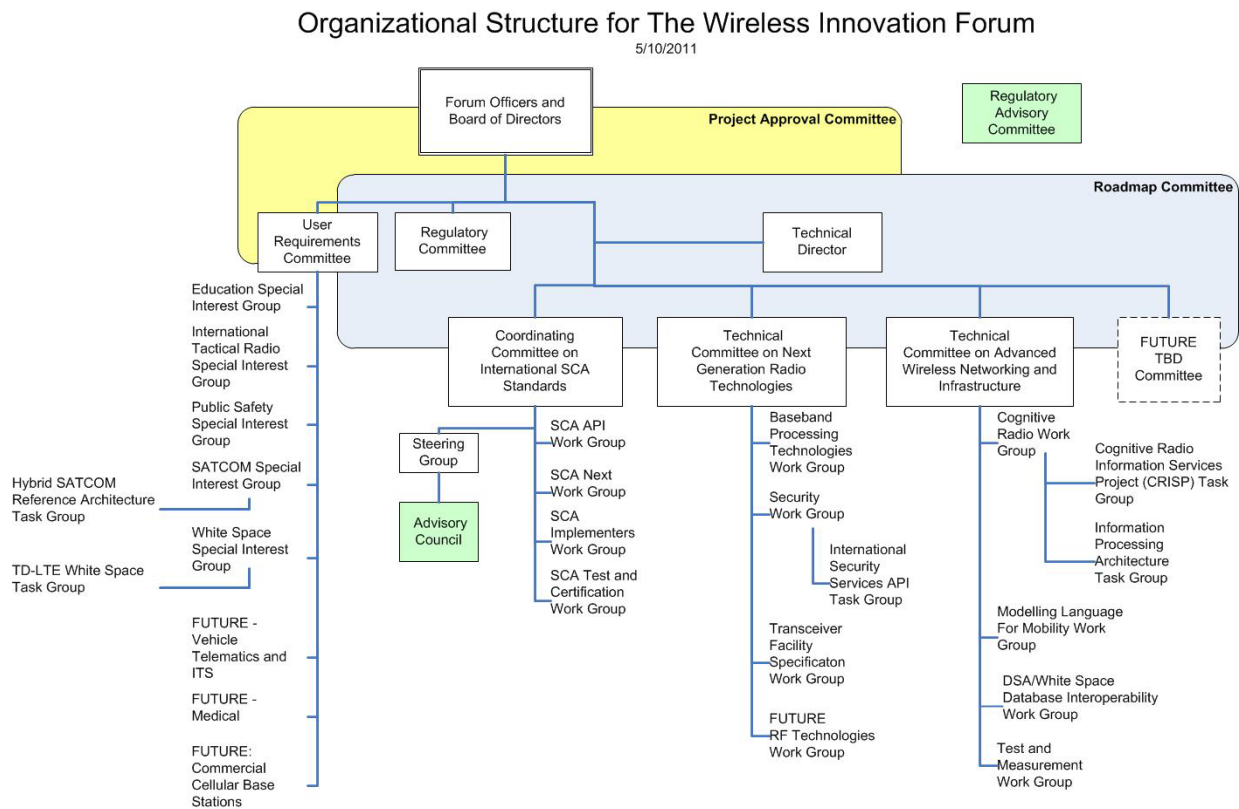 Organizational Structure for The Wireless Innovation Forum
5/10/2011
Forum Officers and
Board of Directors
Project Approval Committee
Regulatory
Advisory
Committee
Roadmap Committee
User
Requirements
Committee
Regulatory
Committee
Technical
Director
Education Special
Interest Group
International
Tactical Radio
Special Interest
Group
Public Safety
Special Interest
Group
SATCOM Special
Interest Group
Hybrid SATCOM
Reference Architecture
Task Group
White Space
Special Interest
Group
TD-LTE White Space
Task Group
FUTURE -
Vehicle
Telematics and
ITS
FUTURE -
Medical
FUTURE:
Commercial
Cellular Base
Stations
Coordinating
Committee on
International SCA
Standards
Steering
Group
Advisory
Council
SCA API
Work Group
SCA Next
Work Group
SCA
Implementers
Work Group
SCA Test and
Certification
Work Group
Technical
Committee on Next
Generation Radio
Technologies
Baseband
Processing
Technologies
Work Group
Security
Work Group
International
Security
Services API
Task Group
Transceiver
Facility
Specificaton
Work Group
FUTURE
RF Technologies
Work Group
Technical
Committee on Advanced
Wireless Networking and
Infrastructure
Cognitive
Radio Work
Group
Cognitive Radio
Information Services
Project (CRISP) Task
Group
Information
Processing
Architecture
Task Group
Modelling Language
For Mobility Work
Group
DSA/White Space
Database Interoperability
Work Group
Test and
Measurement
Work Group
FUTURE
TBD
Committee